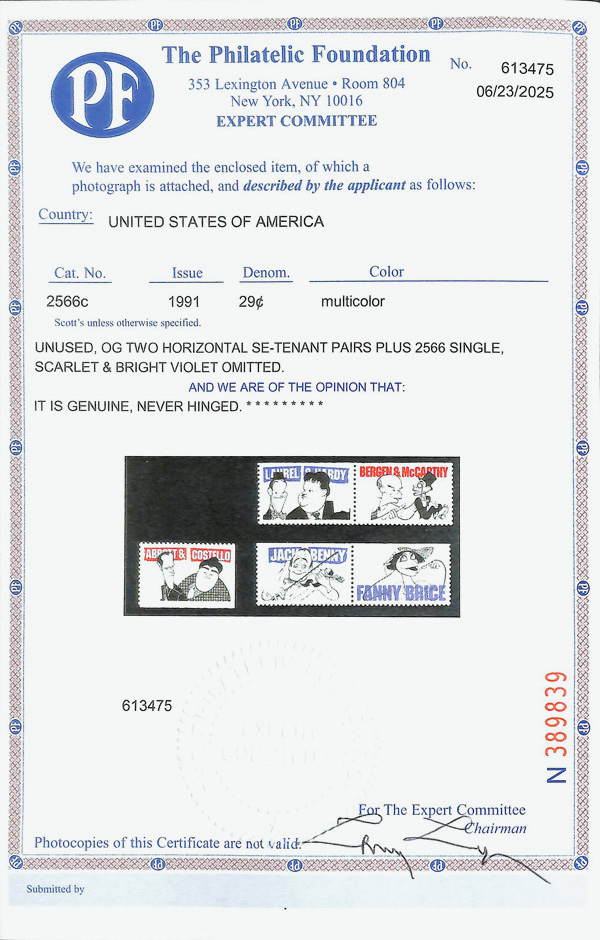 PF
The Philatelic Foundation
No. 613475
353 Lexington Avenue • Room 804
06/23/2025
New York, NY 10016
EXPERT COMMITTEE
We have examined the enclosed item, of which a
photograph is attached, and described by the applicant as follows:
Country: UNITED STATES OF AMERICA
Cat. No. Issue Denom. Color
2566c 1991 29¢ multicolor
Scott's unless otherwise specified.
UNUSED, OG TWO HORIZONTAL SE-TENANT PAIRS PLUS 2566 SINGLE,
SCARLET & BRIGHT VIOLET OMITTED.
AND WE ARE OF THE OPINION THAT:
IT IS GENUINE, NEVER HINGED. * * * * * * * * *
LAUREL & HARDY
BERGEN & McCARTHY
ABBOTT & COSTELLO
JACK BENNY
FANNY BRICE
613475
N 389839
For The Expert Committee
Chairman
Photocopies of this Certificate are not valid.
Submitted by